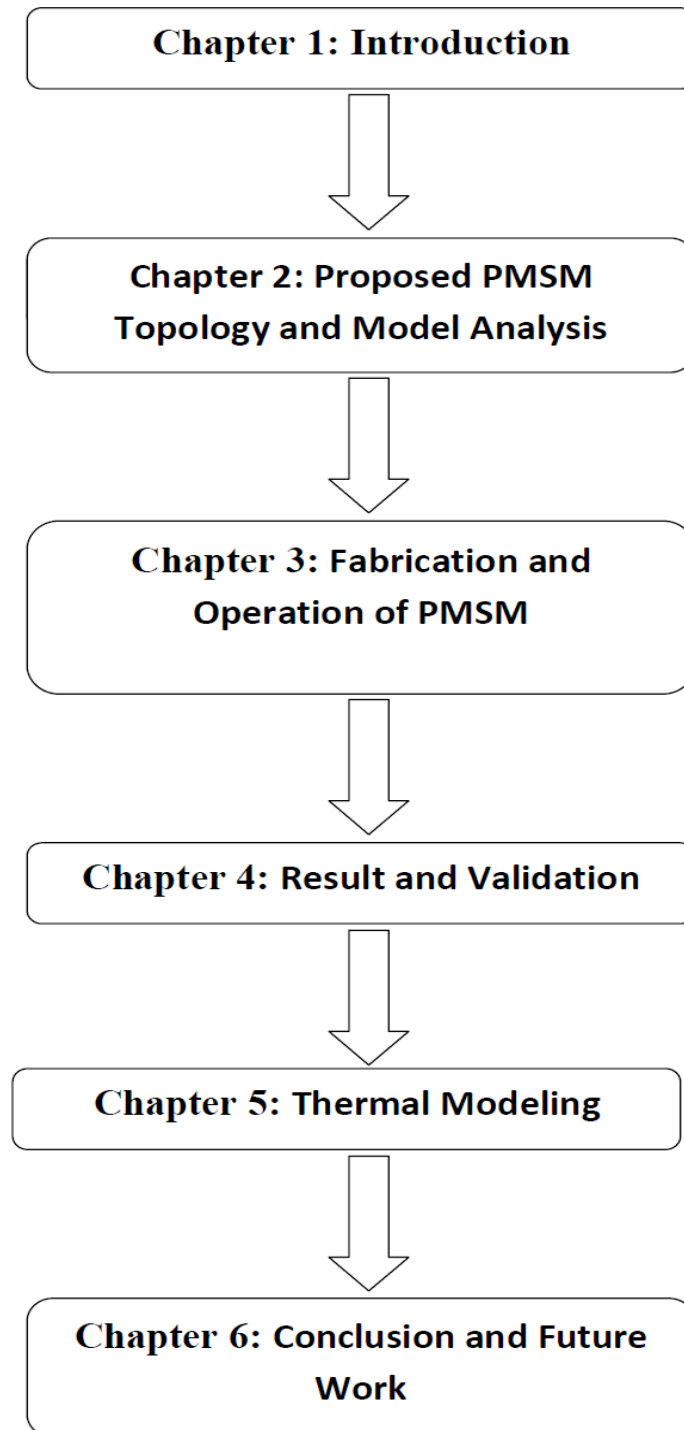 Chapter 1: Introduction
Chapter 2: Proposed PMSM
Topology and Model Analysis
Chapter 3: Fabrication and
Operation of PMSM
Chapter 4: Result and Validation
Chapter 5: Thermal Modeling
Chapter 6: Conclusion and Future
Work